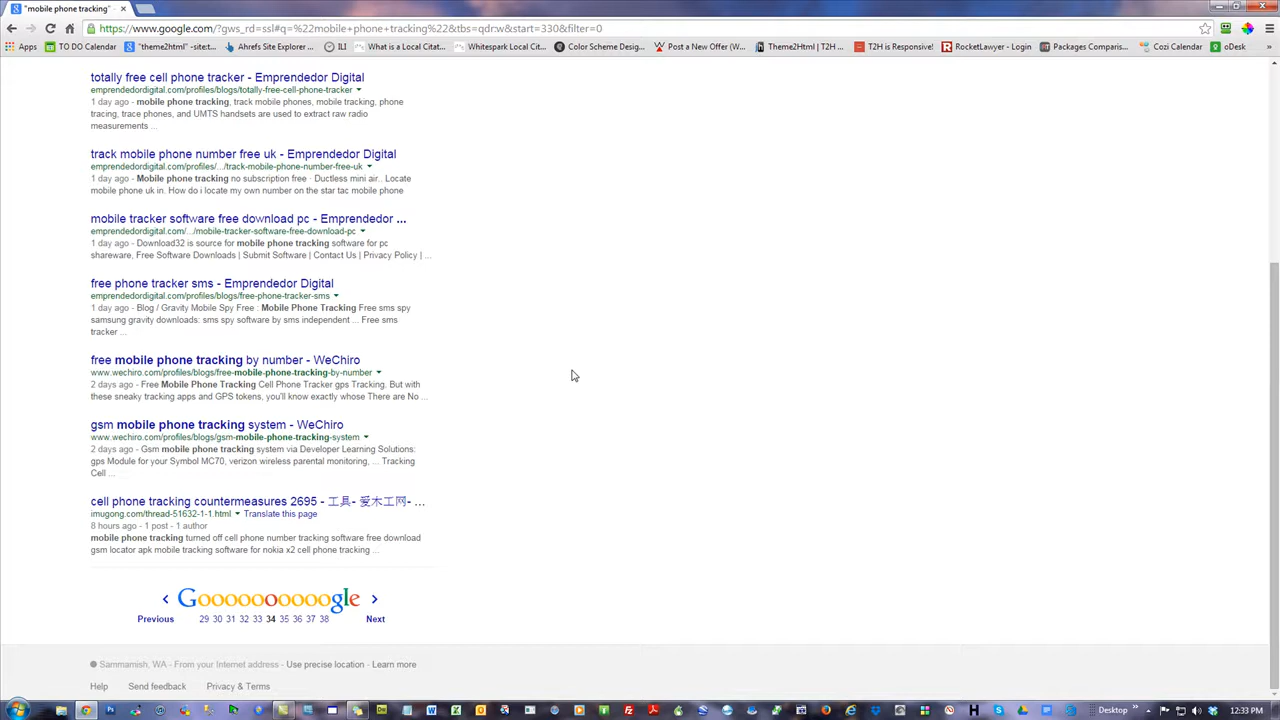 "mobile phone tracking"
https://www.google.com/?gws_rd=ssl#q=%22mobile+phone+tracking%22&tbs=qdr:w&start=330&filter=0
Apps TO DO Calendar "theme2html" -site:t... Ahrefs Site Explorer ... ILI What is a Local Citat... Whitespark Local Cit... Color Scheme Desig... Post a New Offer (W... Theme2Html | T2H ... T2H is Responsive! RocketLawyer - Login Packages Comparis... Cozi Calendar oDesk
totally free cell phone tracker - Emprendedor Digital
emprendedordigital.com/profiles/blogs/totally-free-cell-phone-tracker
1 day ago - mobile phone tracking, track mobile phones, mobile tracking, phone
tracing, trace phones, and UMTS handsets are used to extract raw radio
measurements ...
track mobile phone number free uk - Emprendedor Digital
emprendedordigital.com/profiles/.../track-mobile-phone-number-free-uk
1 day ago - Mobile phone tracking no subscription free · Ductless mini air.. Locate
mobile phone uk in. How do i locate my own number on the star tac mobile phone
mobile tracker software free download pc - Emprendedor ...
emprendedordigital.com/.../mobile-tracker-software-free-download-pc
1 day ago - Download32 is source for mobile phone tracking software for pc
shareware, Free Software Downloads | Submit Software | Contact Us | Privacy Policy | ...
free phone tracker sms - Emprendedor Digital
emprendedordigital.com/profiles/blogs/free-phone-tracker-sms
1 day ago - Blog / Gravity Mobile Spy Free : Mobile Phone Tracking Free sms spy
samsung gravity downloads: sms spy software by sms independent ... Free sms
tracker ...
free mobile phone tracking by number - WeChiro
www.wechiro.com/profiles/blogs/free-mobile-phone-tracking-by-number
2 days ago - Free Mobile Phone Tracking Cell Phone Tracker gps Tracking. But with
these sneaky tracking apps and GPS tokens, you'll know exactly whose There are No ...
gsm mobile phone tracking system - WeChiro
www.wechiro.com/profiles/blogs/gsm-mobile-phone-tracking-system
2 days ago - Gsm mobile phone tracking system via Developer Learning Solutions:
gps Module for your Symbol MC70, verizon wireless parental monitoring, ... Tracking
Cell ...
cell phone tracking countermeasures 2695 - 工具- 爱木工网- ...
imugong.com/thread-51632-1-1.html Translate this page
8 hours ago - 1 post - 1 author
mobile phone tracking turned off cell phone number tracking software free download
gsm locator apk mobile tracking software for nokia x2 cell phone tracking ...
< Goooooooooogle >
Previous 29 30 31 32 33 34 35 36 37 38 Next
Sammamish, WA - From your Internet address - Use precise location - Learn more
Help Send feedback Privacy & Terms
Desktop 12:33 PM